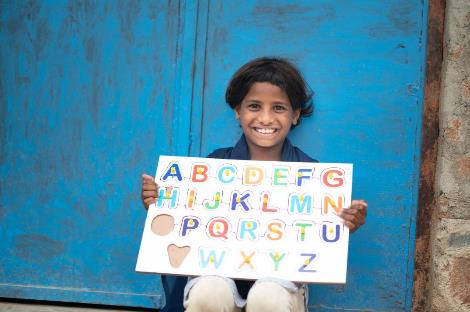 A B C D E F G
H I J K L M N
P Q R S T U
W X Y Z